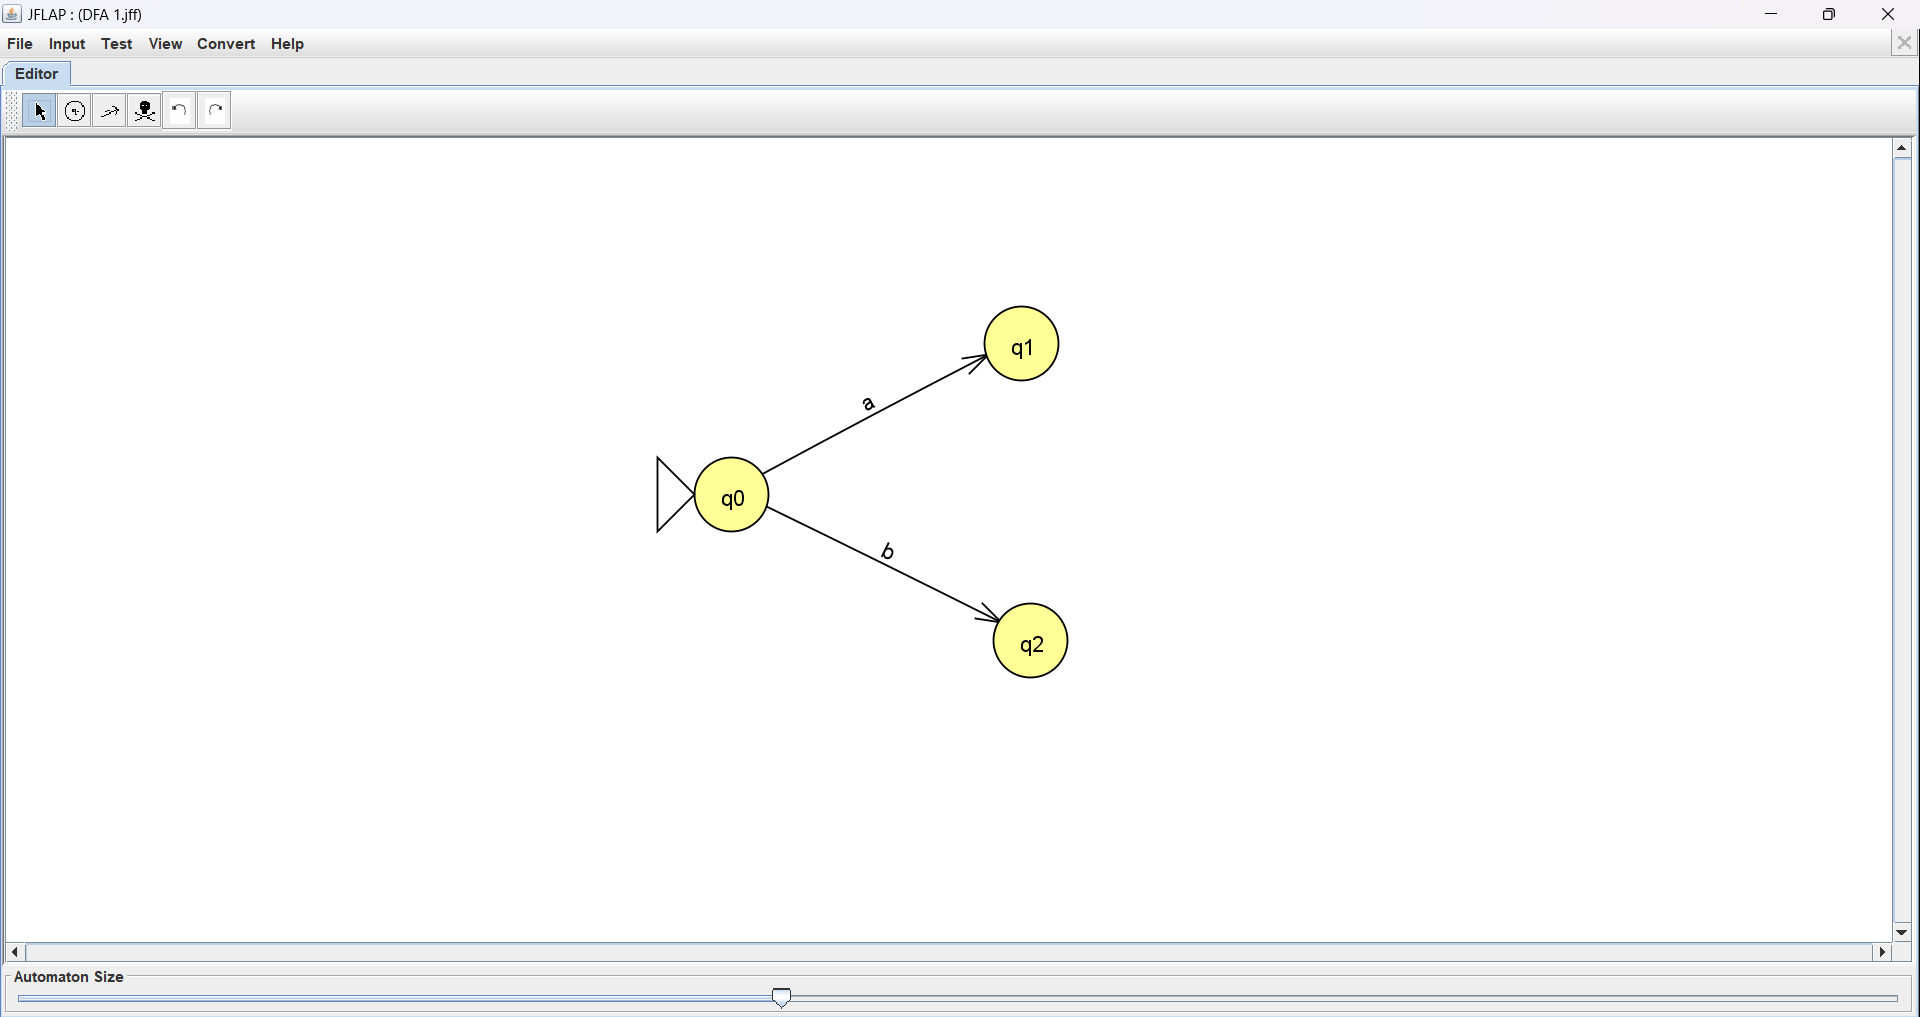 JFLAP : (DFA 1.jff)
File Input Test View Convert Help
Editor
q1
a
q0
b
q2
Automaton Size